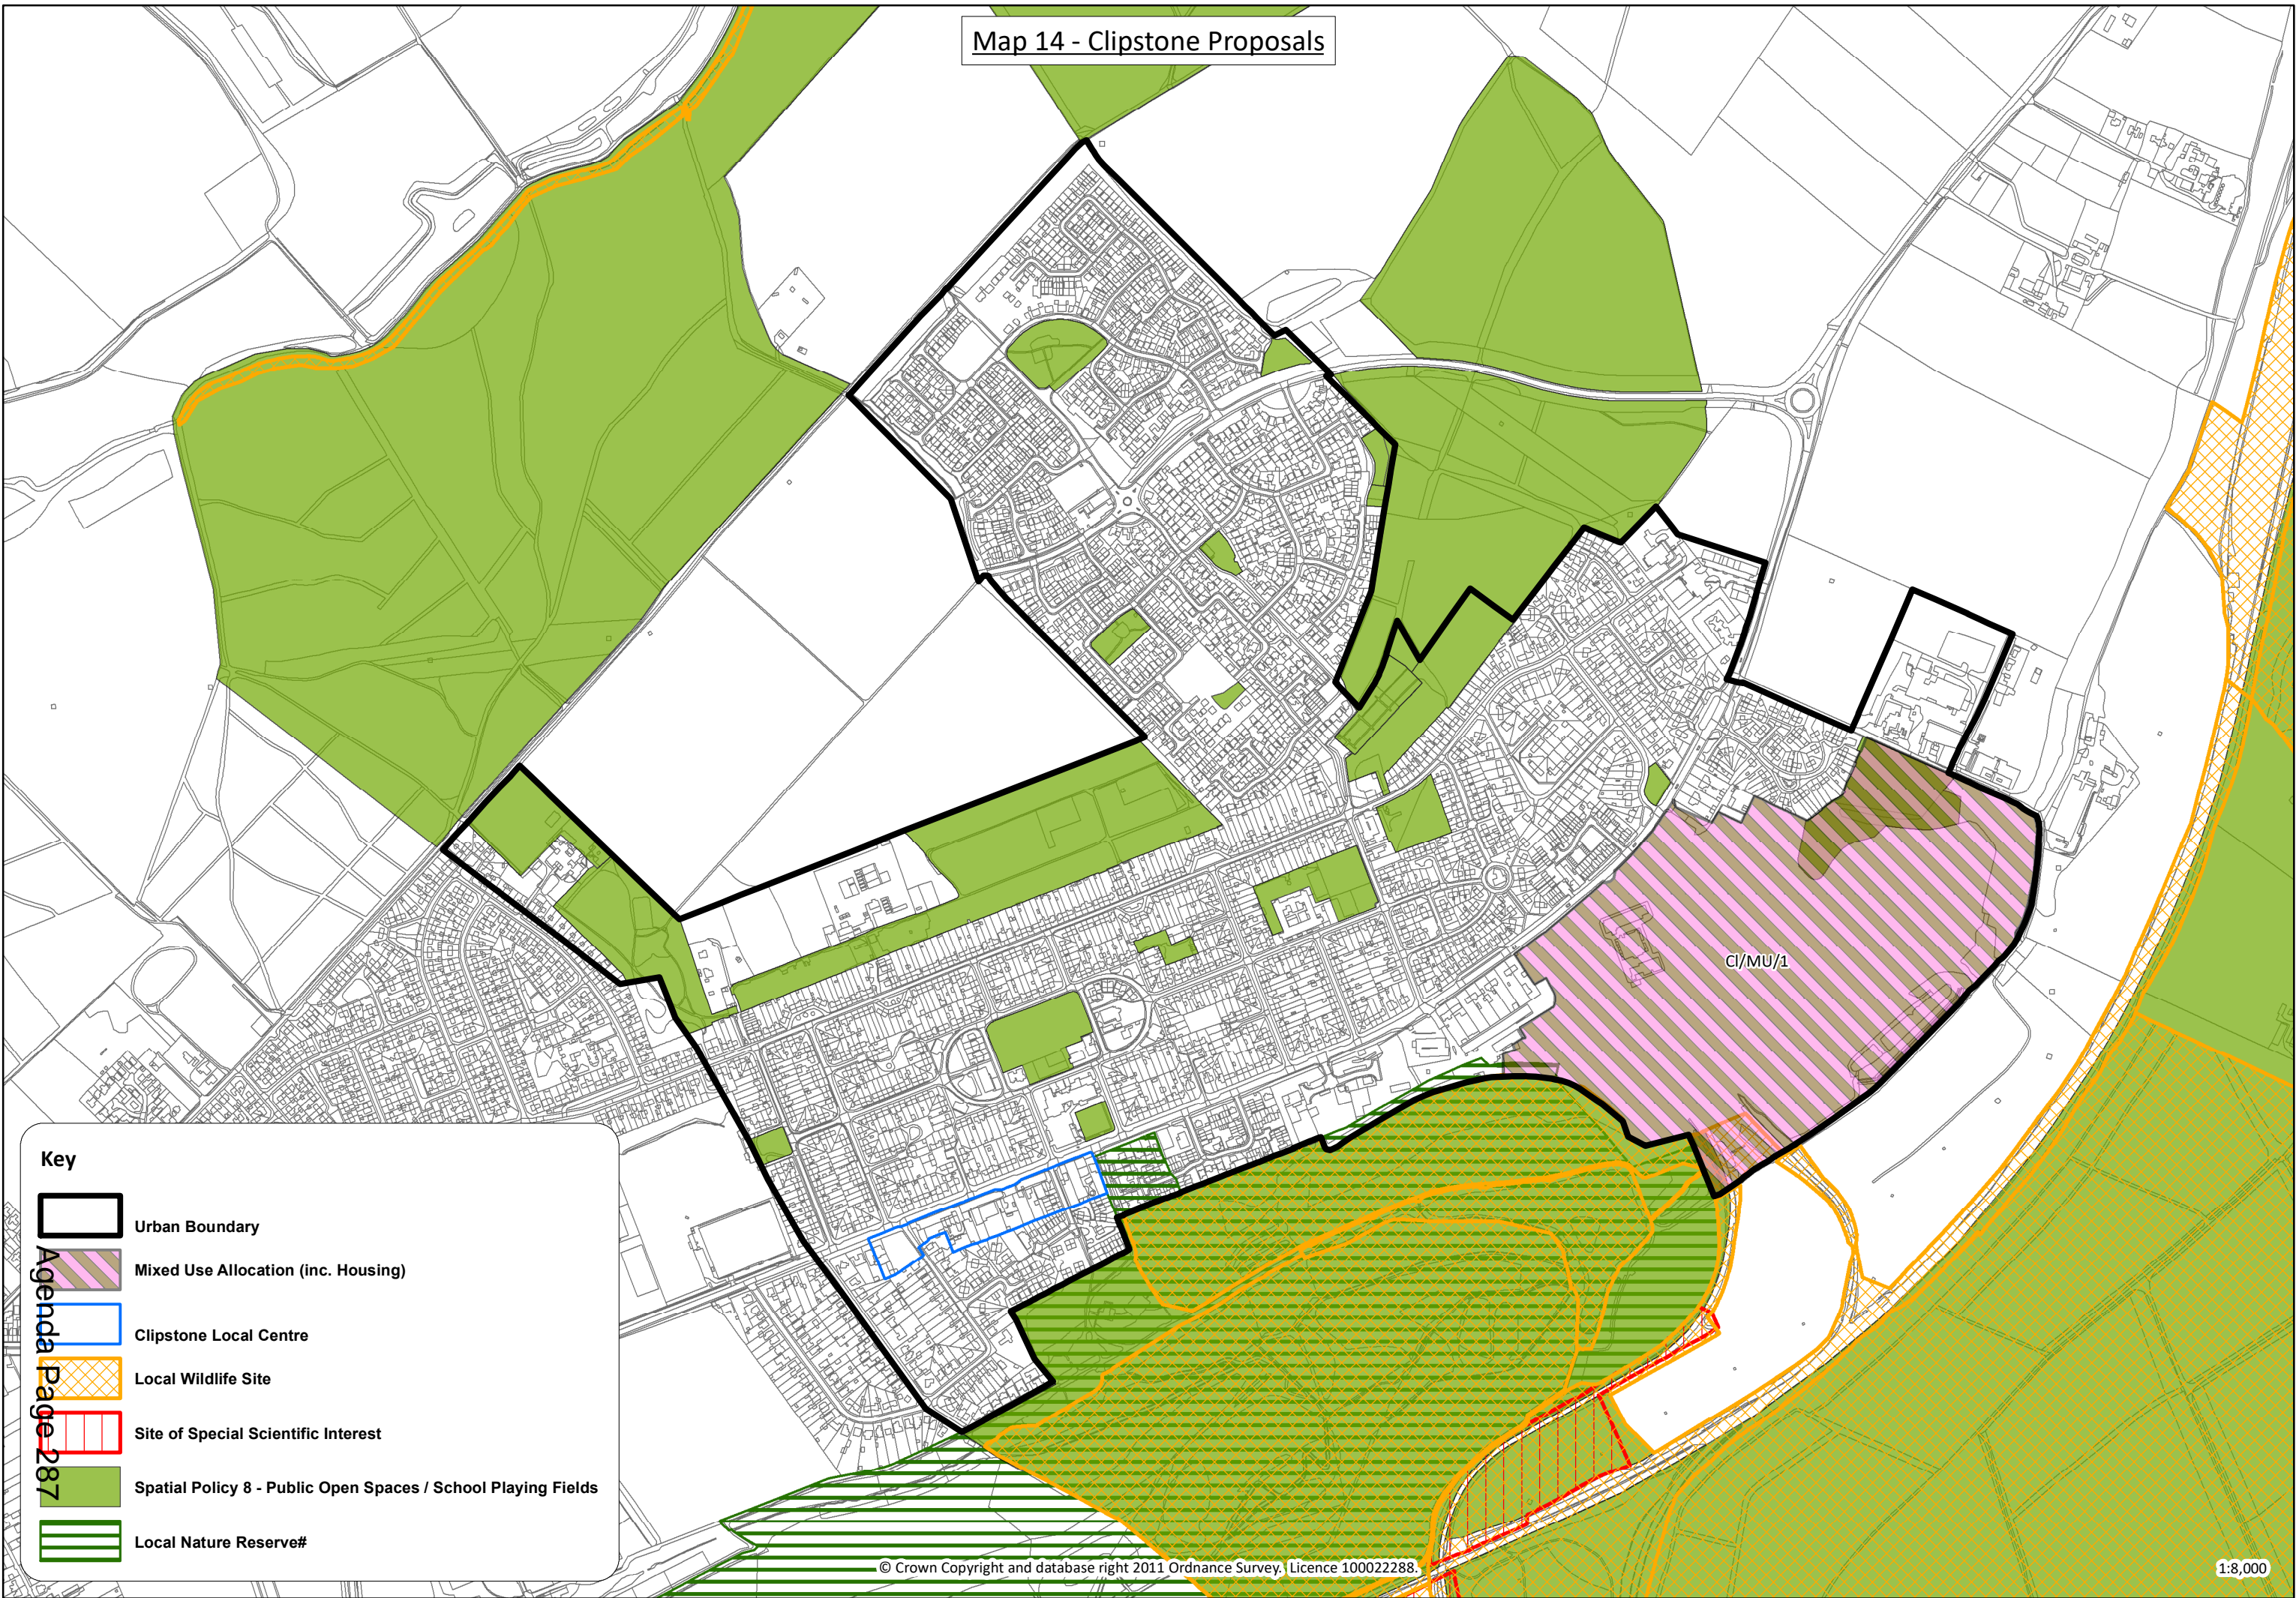 Map 14 - Clipstone Proposals
Cl/MU/1
Key
Urban Boundary
Mixed Use Allocation (inc. Housing)
Clipstone Local Centre
Local Wildlife Site
Site of Special Scientific Interest
Spatial Policy 8 - Public Open Spaces / School Playing Fields
Local Nature Reserve#
Agenda Page 2287
© Crown Copyright and database right 2011 Ordnance Survey. Licence 100022288.
1:8,000